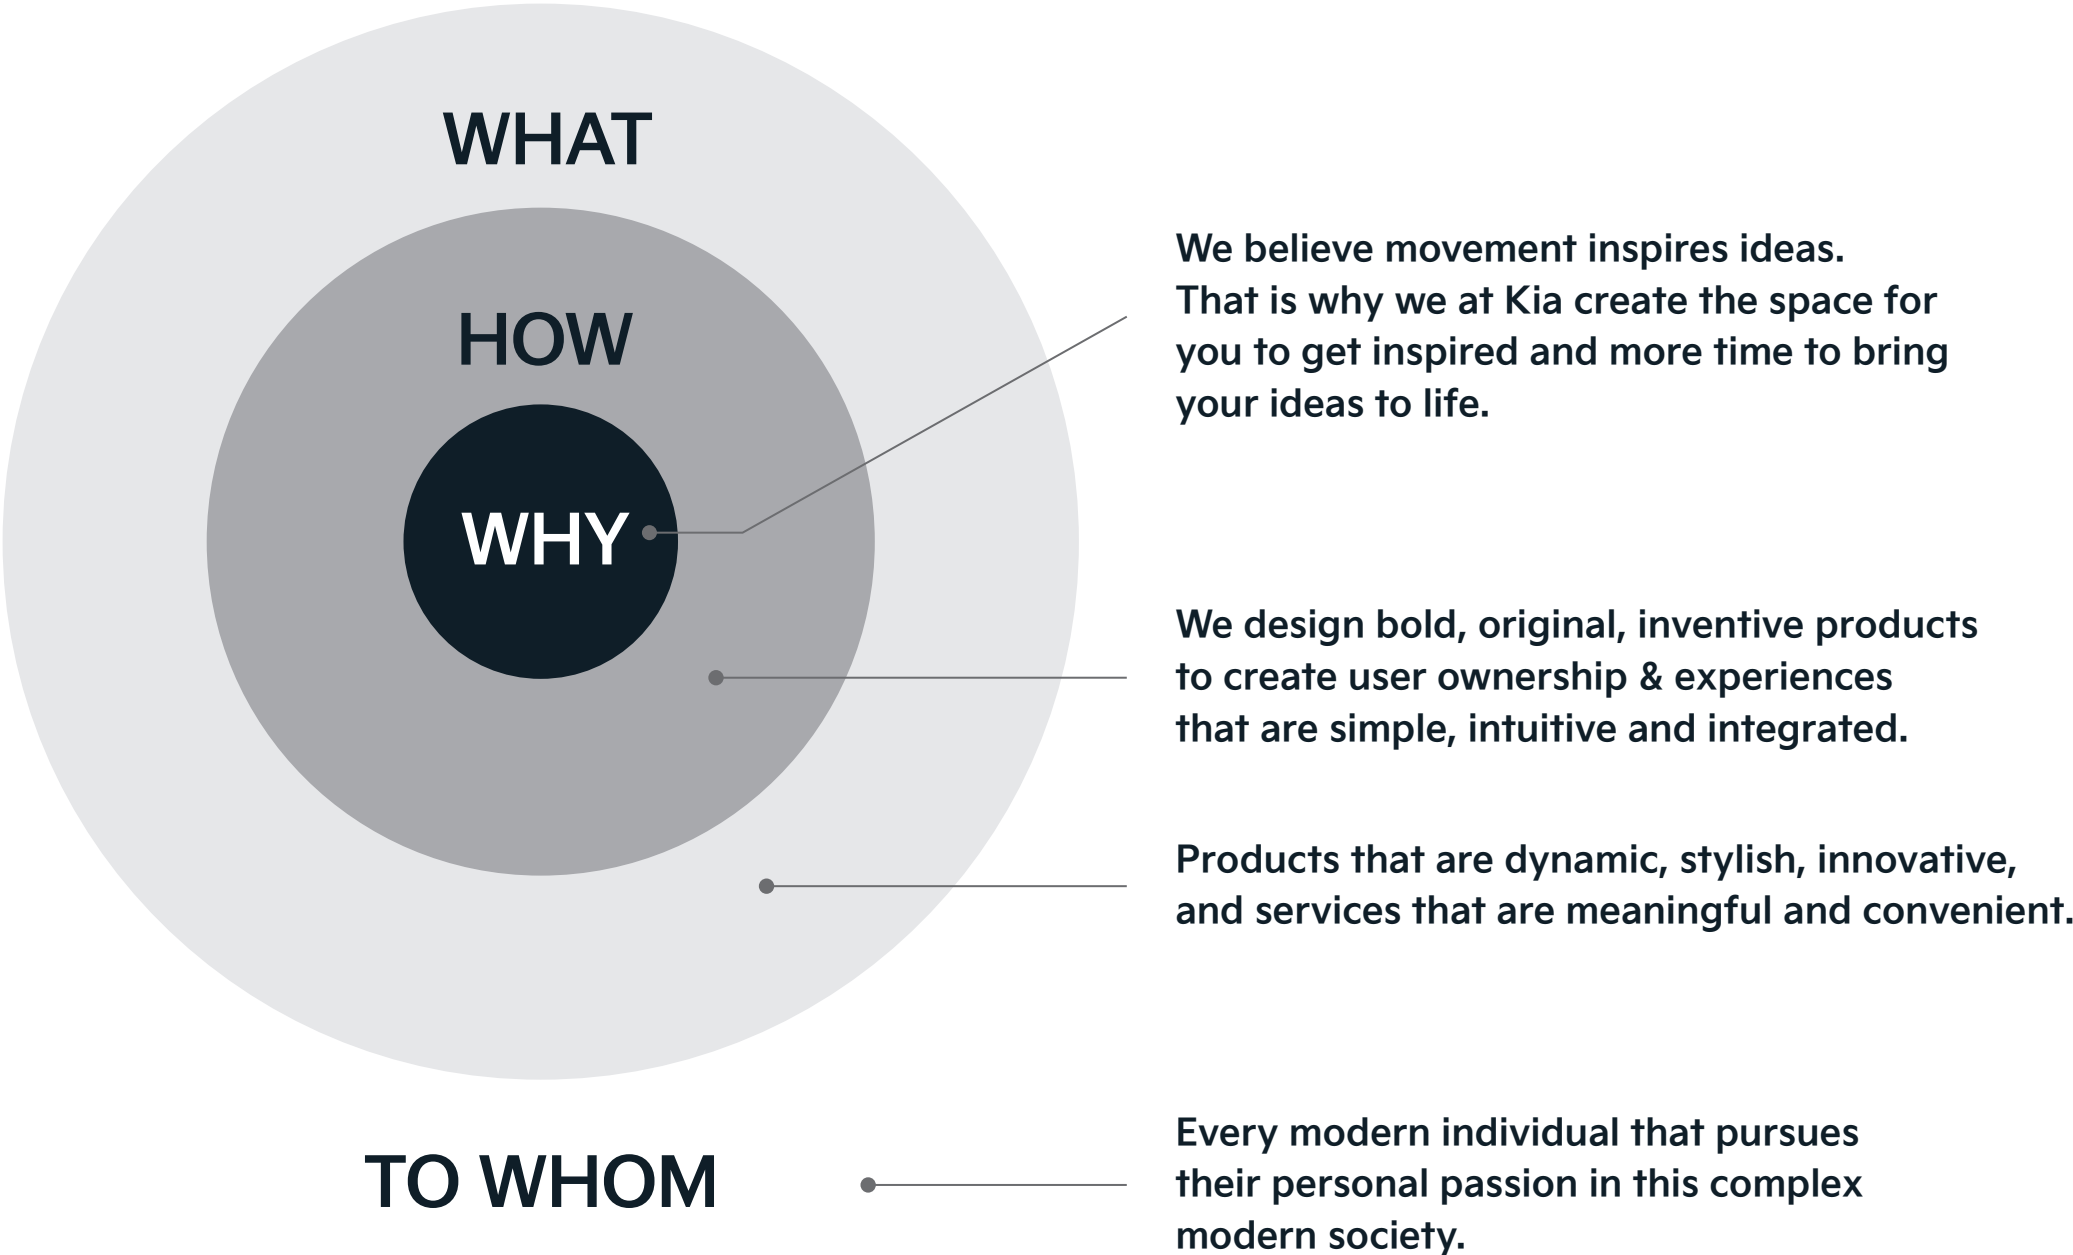 WHAT
HOW
WHY
We believe movement inspires ideas.
That is why we at Kia create the space for
you to get inspired and more time to bring
your ideas to life.
We design bold, original, inventive products
to create user ownership & experiences
that are simple, intuitive and integrated.
Products that are dynamic, stylish, innovative,
and services that are meaningful and convenient.
TO WHOM
Every modern individual that pursues
their personal passion in this complex
modern society.